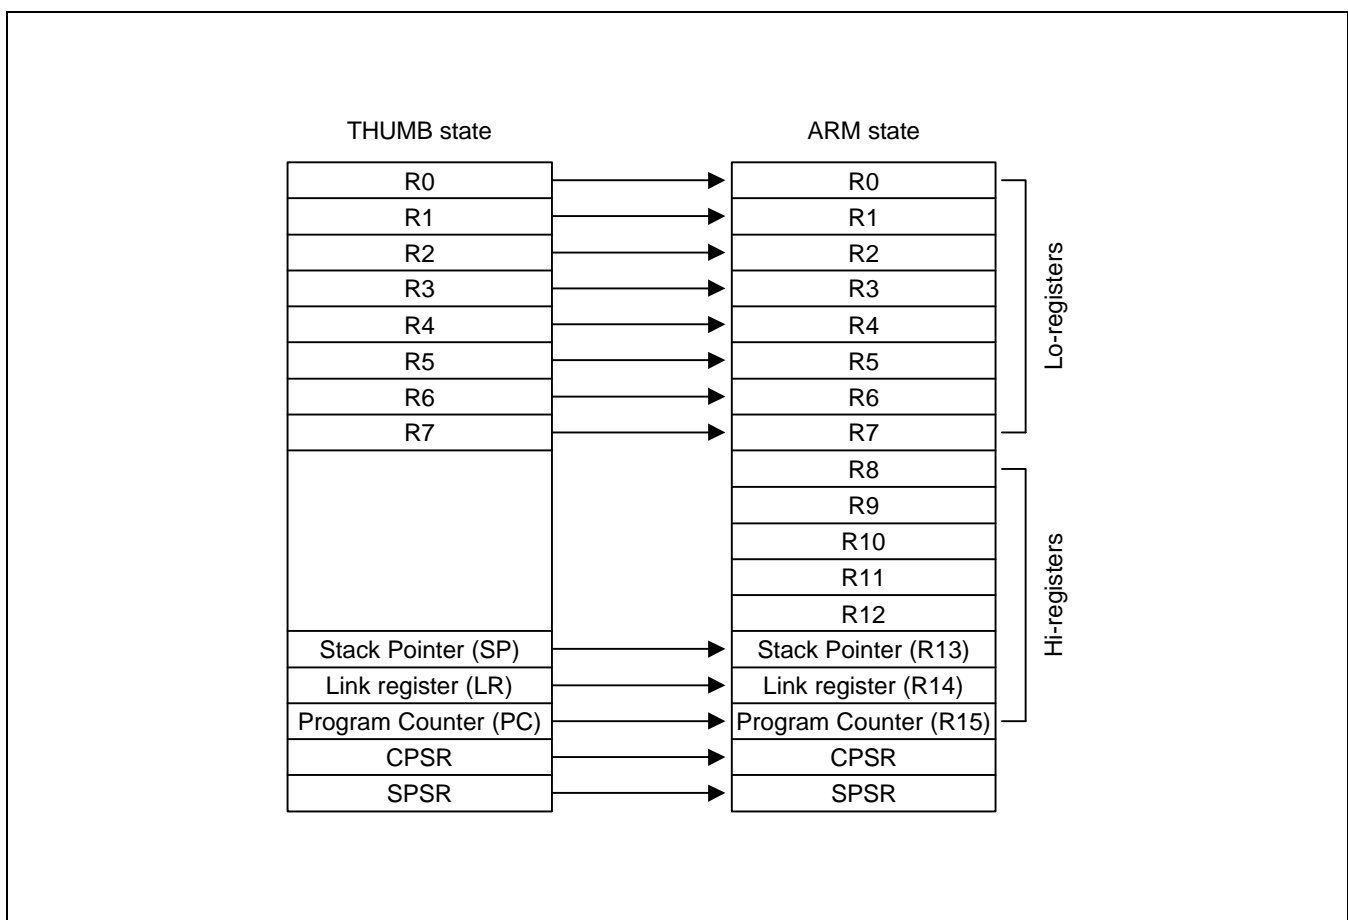 THUMB state
ARM state
R0
R0
R1
R1
R2
R2
R3
R3
R4
R4
R5
R5
R6
R6
R7
R7
Lo-registers
R8
R9
R10
R11
R12
Stack Pointer (SP)
Stack Pointer (R13)
Link register (LR)
Link register (R14)
Program Counter (PC)
Program Counter (R15)
Hi-registers
CPSR
CPSR
SPSR
SPSR